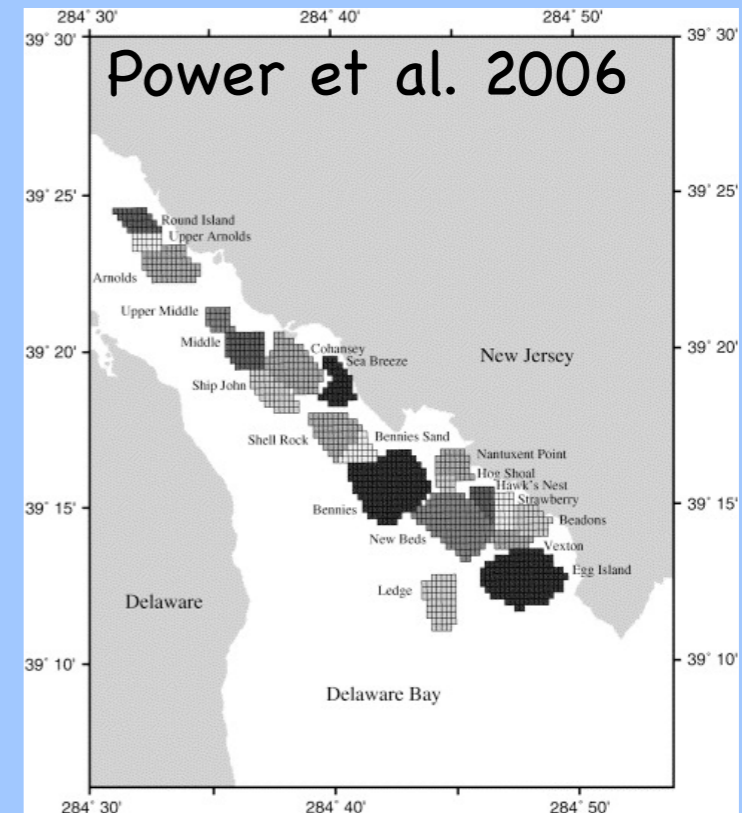 284˚ 30' 284˚ 40' 284˚ 50'
39˚ 30' 39˚ 30'
Power et al. 2006
39˚ 25' 39˚ 25'
Round Island
Upper Arnolds
Arnolds
Upper Middle
39˚ 20' 39˚ 20'
Middle
Cohansey
Sea Breeze
New Jersey
Ship John
Shell Rock
Bennies Sand
Nantuxent Point
Hog Shoal
Hawk's Nest
Strawberry
39˚ 15' 39˚ 15'
Bennies
Beadons
New Beds
Vexton
Egg Island
Ledge
Delaware
39˚ 10' 39˚ 10'
Delaware Bay
284˚ 30' 284˚ 40' 284˚ 50'